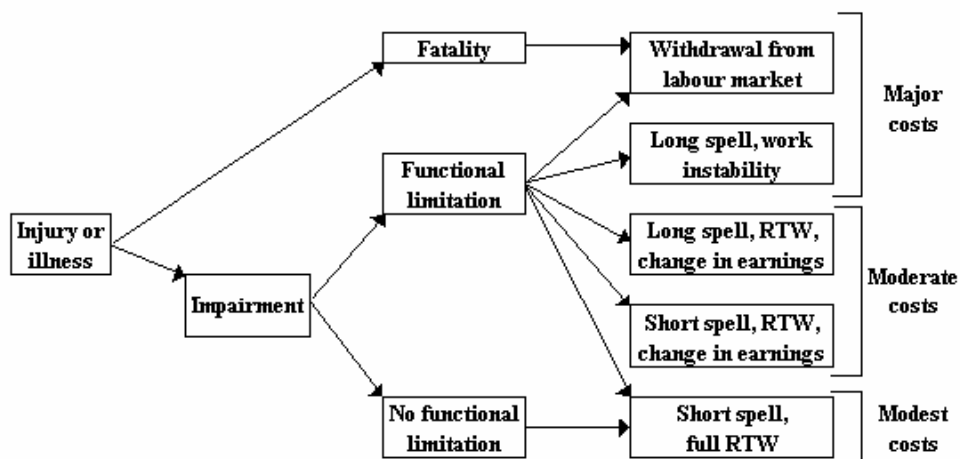 Fatality
Withdrawal from
labour market
Major
costs
Long spell, work
instability
Functional
limitation
Injury or
illness
Long spell, RTW,
change in earnings
Moderate
costs
Impairment
Short spell, RTW,
change in earnings
No functional
limitation
Short spell,
full RTW
Modest
costs